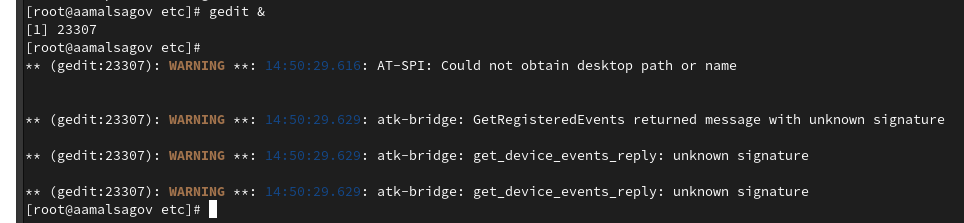 [root@aamalsagov etc]# gedit &
[1] 23307
[root@aamalsagov etc]#
** (gedit:23307): WARNING **: 14:50:29.616: AT-SPI: Could not obtain desktop path or name
** (gedit:23307): WARNING **: 14:50:29.629: atk-bridge: GetRegisteredEvents returned message with unknown signature
** (gedit:23307): WARNING **: 14:50:29.629: atk-bridge: get_device_events_reply: unknown signature
** (gedit:23307): WARNING **: 14:50:29.629: atk-bridge: get_device_events_reply: unknown signature
[root@aamalsagov etc]#